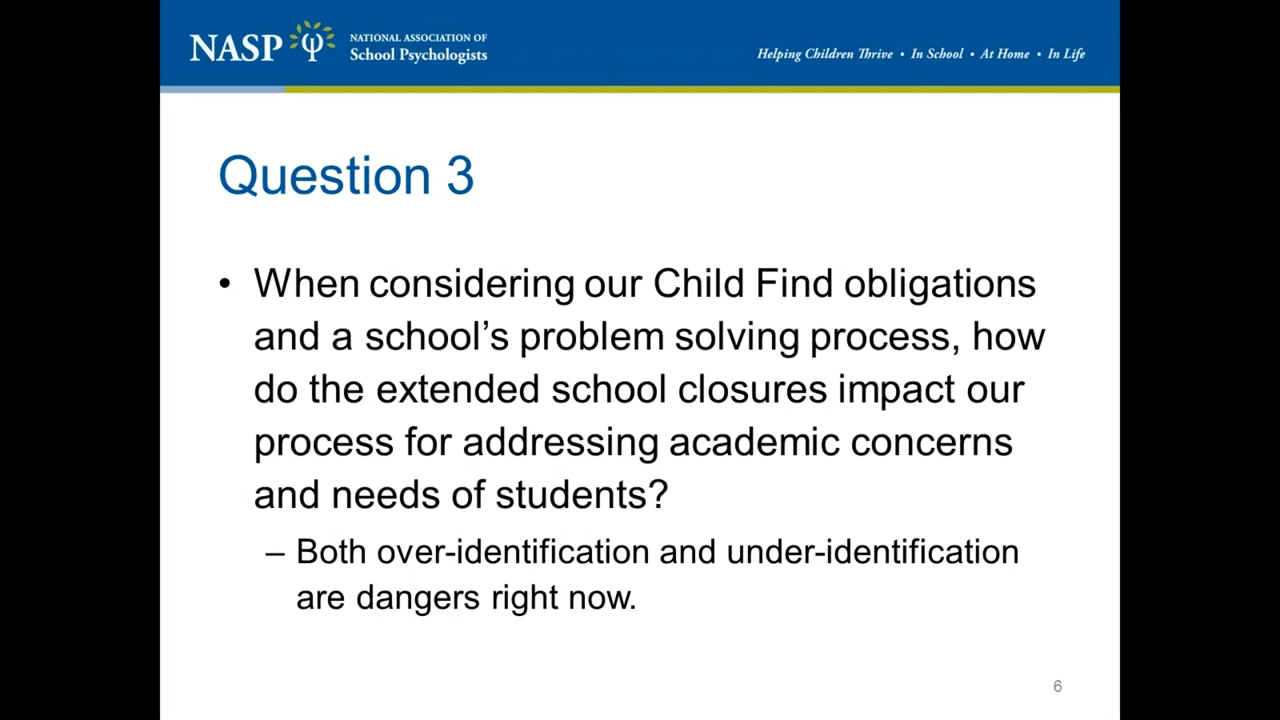 NASP
NATIONAL ASSOCIATION OF
School Psychologists
Helping Children Thrive • In School • At Home • In Life
Question 3
• When considering our Child Find obligations
and a school’s problem solving process, how
do the extended school closures impact our
process for addressing academic concerns
and needs of students?
– Both over-identification and under-identification
are dangers right now.
6